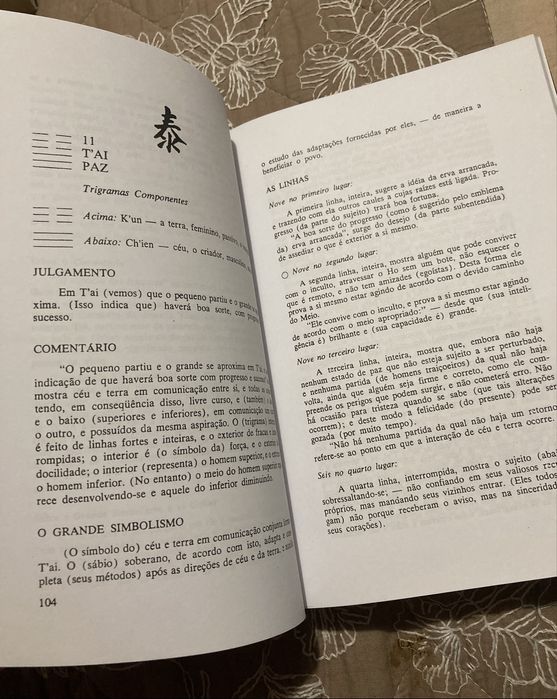 泰
11
T'AI
PAZ
Trigramas Componentes
Acima: K'un — a terra, feminino, passivo,
Abaixo: Ch'ien — céu, o criador, masculino,
JULGAMENTO
Em T'ai (vemos) que o pequeno partiu e o grande se
xima. (Isso indica que) haverá boa sorte, com progresso
sucesso.
COMENTÁRIO
"O pequeno partiu e o grande se aproxima em T'ai,
indicação de que haverá boa sorte com progresso e sucesso
mostra céu e terra em comunicação entre si, e todas as
tendo, em conseqüência disso, livre curso, e (também) o
e o baixo (superiores e inferiores), em comunicação um
o outro, e possuídos da mesma aspiração. O (trigrama)
é feito de linhas fortes e inteiras, e o exterior de fracas e
rompidas; o interior é (o símbolo da) força, e o exterior
docilidade; o interior (representa) o homem superior, e o
o homem inferior. (No entanto) o meio do homem superior
rece desenvolvendo-se e aquele do inferior diminuindo.
O GRANDE SIMBOLISMO
(O símbolo do) céu e terra em comunicação conjunta
T'ai. O (sábio) soberano, de acordo com isto, adapta e
pleta (seus métodos) após as direções de céu e da terra, e
104
o estudo das adaptações fornecidas por eles, — de maneira a
beneficiar o povo.
AS LINHAS
Nove no primeiro lugar:
A primeira linha, inteira, sugere a idéia da erva arrancada,
e trazendo com ela outros caules a cujas raízes está ligada. Pro-
gresso (da parte do sujeito) trará boa fortuna.
"A boa sorte do progresso (como é sugerido pelo emblema
da) erva arrancada", surge do desejo (da parte subentendida)
de assediar o que é exterior a si mesmo.
Nove no segundo lugar:
A segunda linha, inteira, mostra alguém que pode conviver
com o inculto, atravessar o Ho sem um bote, não esquecer o
que é remoto, e não tem amizades (egoístas). Desta forma ele
prova a si mesmo estar agindo de acordo com o devido caminho
do Meio.
"Ele convive com o inculto, e prova a si mesmo estar agindo
de acordo com o meio apropriado:" — desde que (sua inteli-
gência é) brilhante e (sua capacidade é) grande.
Nove no terceiro lugar:
A terceira linha, inteira, mostra que, embora não haja
nenhum estado de paz que não esteja sujeito a ser perturbado,
e nenhuma partida (de homens traiçoeiros) da qual não haja
volta, ainda que alguém seja firme e correto, como ele com-
preende os perigos que podem surgir, e não cometerá erro. Não
há ocasião para tristeza quando se sabe (que tais alterações
ocorrem); e deste modo a felicidade (do presente) pode ser
gozada (por muito tempo).
"Não há nenhuma partida da qual não haja um retorno
refere-se ao ponto em que a interação de céu e terra ocorre.
Seis no quarto lugar:
A quarta linha, interrompida, mostra o sujeito
sobressaltando-se; — não confiando em seus valiosos
próprios, mas mandando seus vizinhos entrar. (Eles todos
gam) não porque receberam o aviso, mas na sinceridade
seus corações).